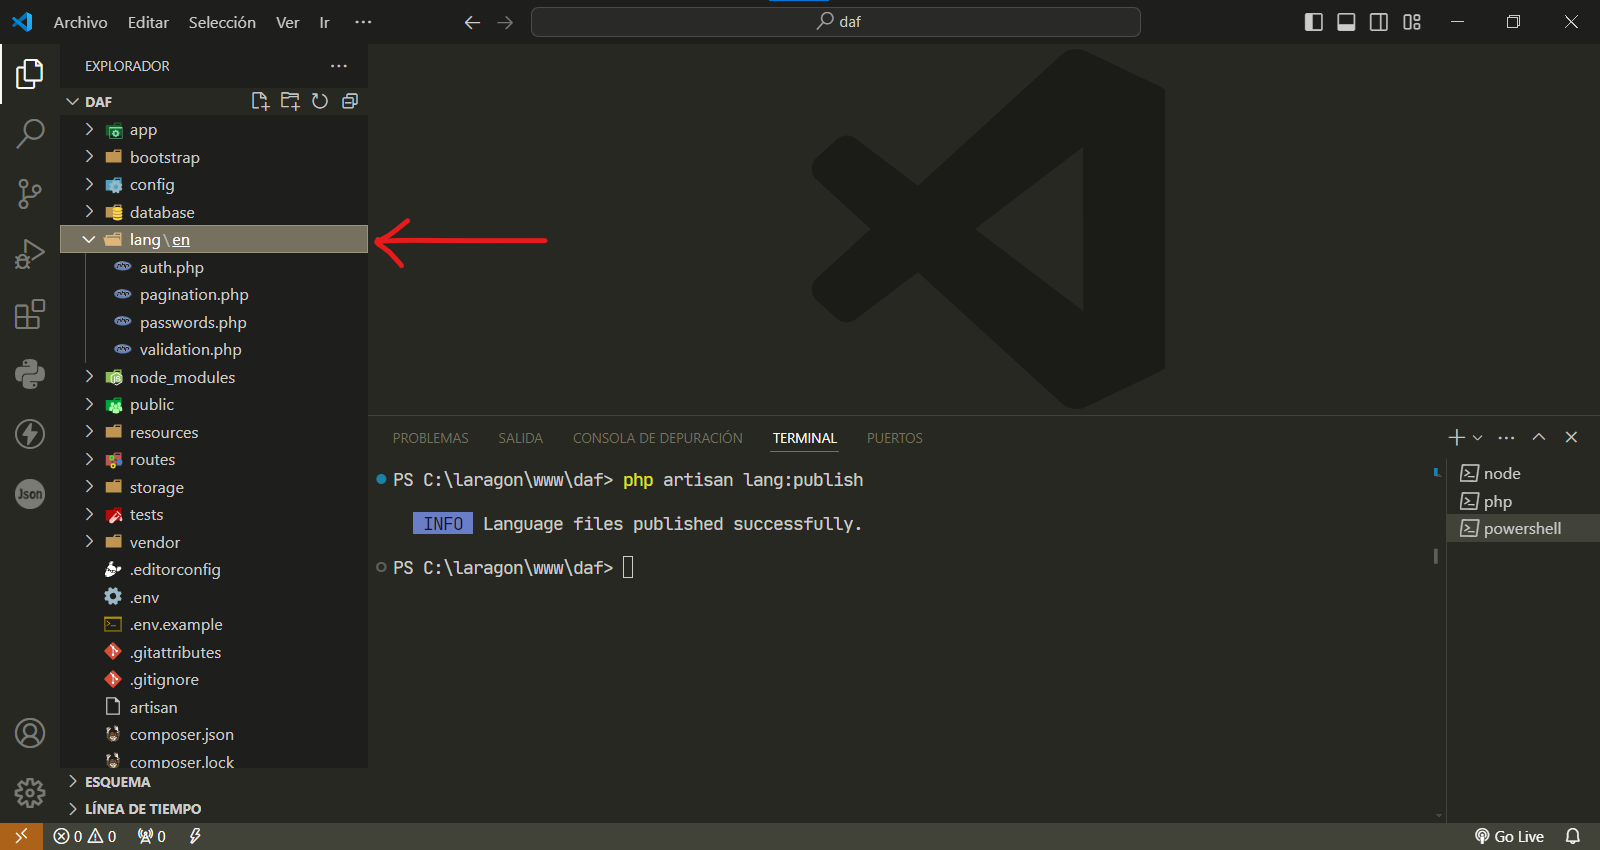 Archivo Editar Selección Ver Ir ···
daf
EXPLORADOR
DAF
app
bootstrap
config
database
lang\en
auth.php
pagination.php
passwords.php
validation.php
node_modules
public
resources
routes
storage
tests
vendor
.editorconfig
.env
.env.example
.gitattributes
.gitignore
artisan
composer.json
composer.lock
ESQUEMA
LÍNEA DE TIEMPO
Json
PROBLEMAS SALIDA CONSOLA DE DEPURACIÓN TERMINAL PUERTOS
PS C:\laragon\www\daf> php artisan lang:publish
INFO Language files published successfully.
PS C:\laragon\www\daf>
node
php
powershell
0 0 0
Go Live